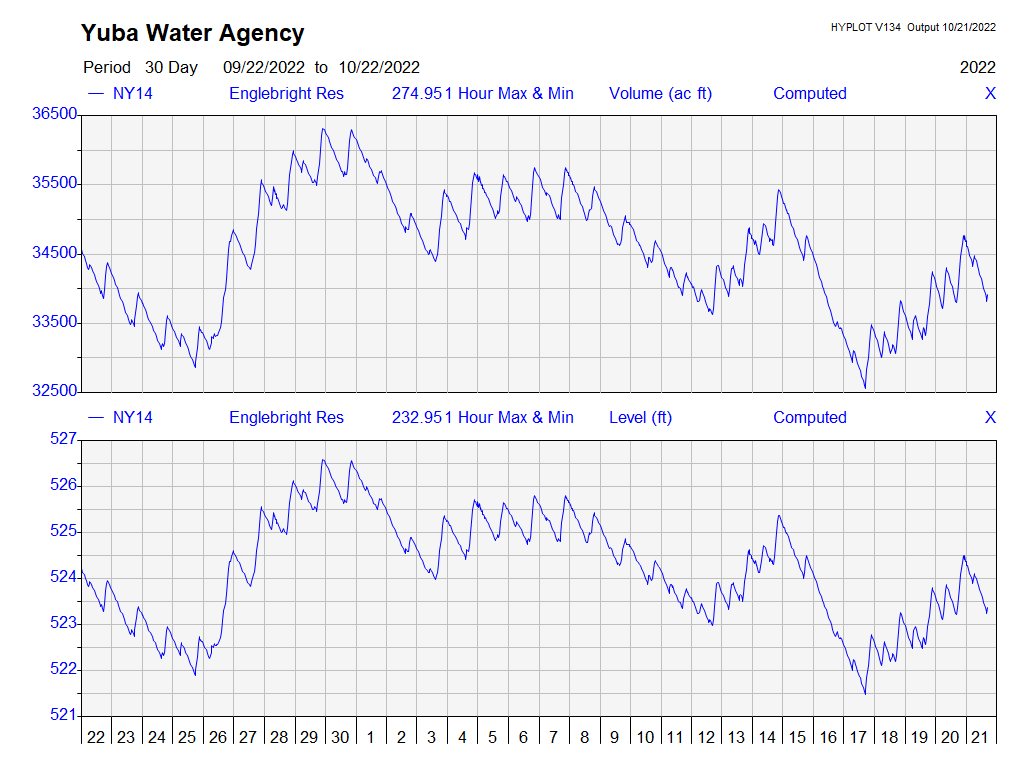 Yuba Water Agency
HYPLOT V134 Output 10/21/2022
Period 30 Day 09/22/2022 to 10/22/2022
2022
NY14 Englebright Res 274.951 Hour Max & Min Volume (ac ft) Computed X
36500
35500
34500
33500
32500
NY14 Englebright Res 232.951 Hour Max & Min Level (ft) Computed X
527
526
525
524
523
522
521
22 23 24 25 26 27 28 29 30 1 2 3 4 5 6 7 8 9 10 11 12 13 14 15 16 17 18 19 20 21